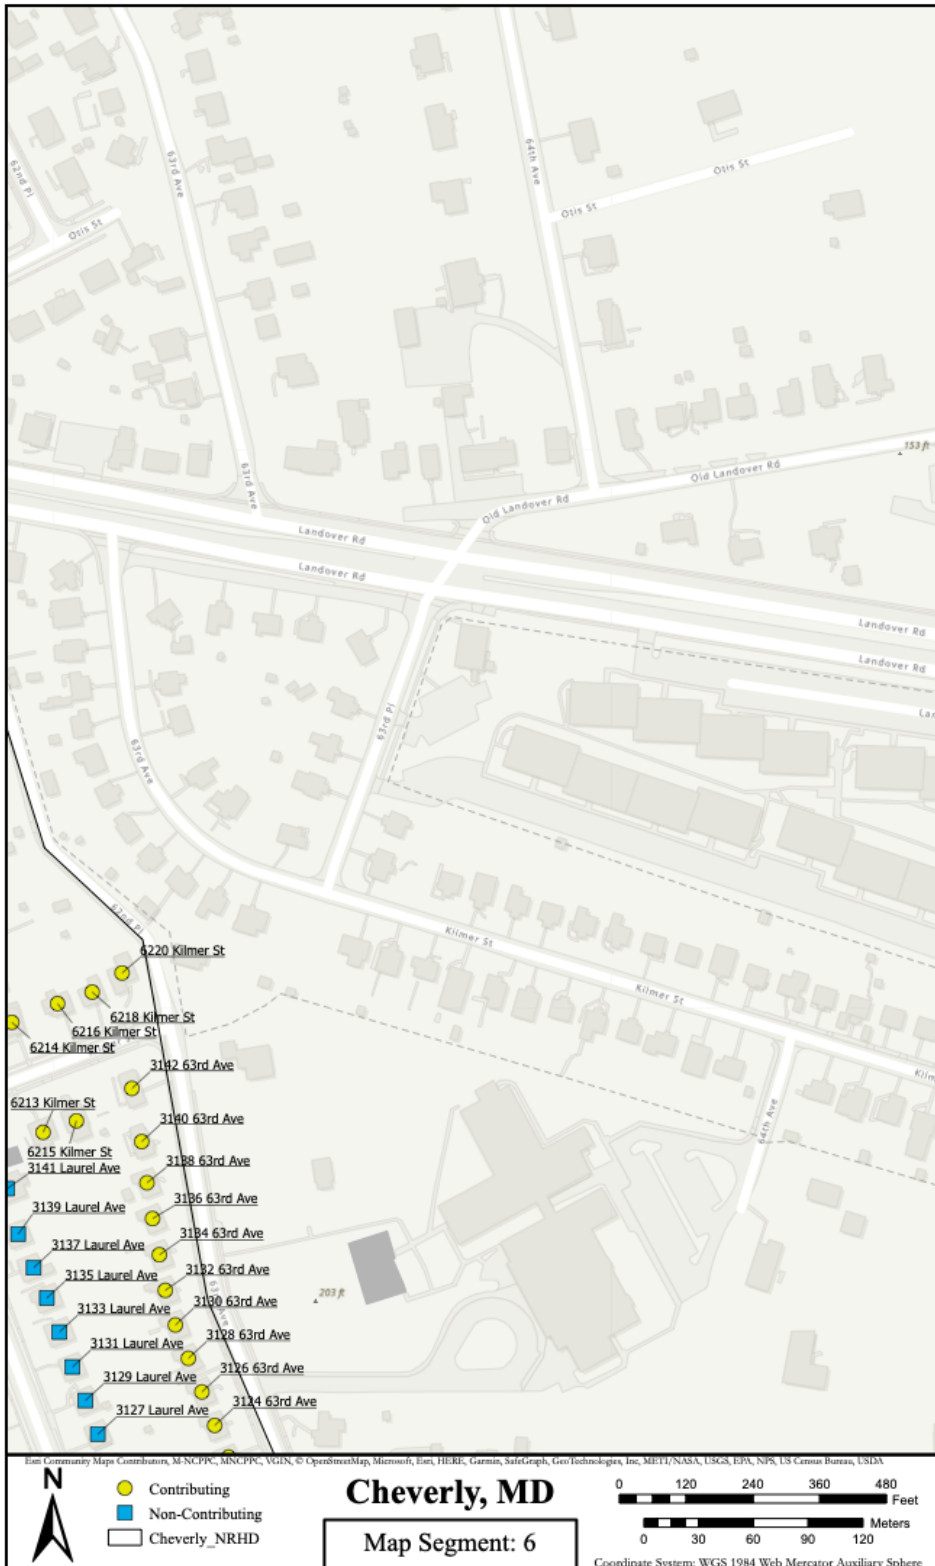 62nd Pl
63rd Ave
64th Ave
Otis St
Otis St
Otis St
63rd Ave
153 ft
Old Landover Rd
Old Landover Rd
Landover Rd
Landover Rd
Landover Rd
Landover Rd
63rd Pl
63rd Ave
62nd Pl
Kilmer St
6220 Kilmer St
6218 Kilmer St
6216 Kilmer St
6214 Kilmer St
Kilmer St
3142 63rd Ave
6213 Kilmer St
3140 63rd Ave
64th Ave
6215 Kilmer St
3141 Laurel Ave
3138 63rd Ave
3139 Laurel Ave
3136 63rd Ave
3137 Laurel Ave
3134 63rd Ave
3135 Laurel Ave
3132 63rd Ave
203 ft
3133 Laurel Ave
3130 63rd Ave
3131 Laurel Ave
3128 63rd Ave
3129 Laurel Ave
3126 63rd Ave
3127 Laurel Ave
3124 63rd Ave
Esri Community Maps Contributors, M-NCPPC, MNCPPC, VGIN, © OpenStreetMap, Microsoft, Esri, HERE, Garmin, SafeGraph, GeoTechnologies, Inc, METI/NASA, USGS, EPA, NPS, US Census Bureau, USDA
N
Contributing
Non-Contributing
Cheverly_NRHD
Cheverly, MD
Map Segment: 6
0 120 240 360 480
Feet
Meters
0 30 60 90 120
Coordinate System: WGS 1984 Web Mercator Auxiliary Sphere